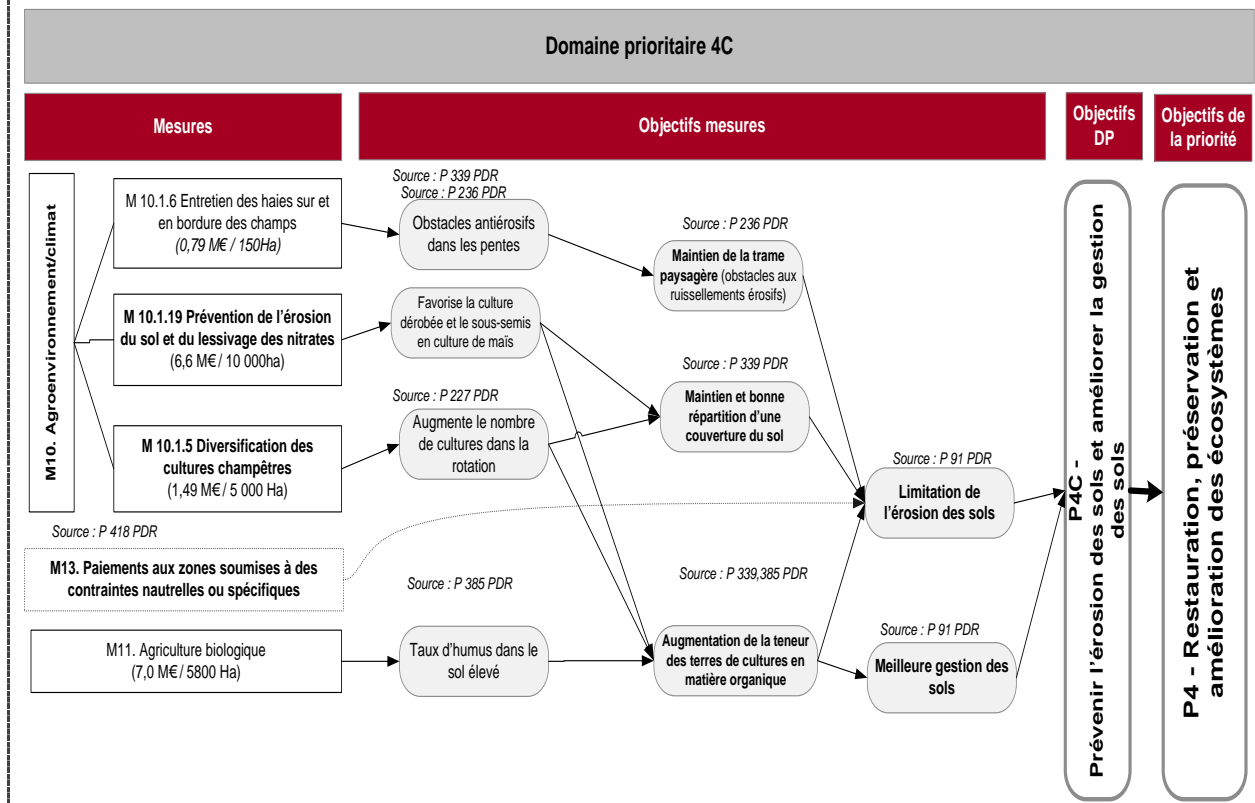 Domaine prioritaire 4C
Mesures
Objectifs mesures
Objectifs
DP
Objectifs de
la priorité
M10. Agroenvironnement/climat
M 10.1.6 Entretien des haies sur et
en bordure des champs
(0,79 M€ / 150Ha)
M 10.1.19 Prévention de l'érosion
du sol et du lessivage des nitrates
(6,6 M€ / 10 000ha)
M 10.1.5 Diversification des
cultures champêtres
(1,49 M€/ 5 000 Ha)
Source : P 418 PDR
M13. Paiements aux zones soumises à des
contraintes nautrelles ou spécifiques
M11. Agriculture biologique
(7,0 M€/ 5800 Ha)
Source : P 339 PDR
Source : P 236 PDR
Obstacles antiérosifs
dans les pentes
Favorise la culture
dérobée et le sous-semis
en culture de maïs
Source : P 227 PDR
Augmente le nombre
de cultures dans la
rotation
Source : P 385 PDR
Taux d'humus dans le
sol élevé
Source : P 236 PDR
Maintien de la trame
paysagère (obstacles aux
ruissellements érosifs)
Source : P 339 PDR
Maintien et bonne
répartition d'une
couverture du sol
Source : P 339,385 PDR
Augmentation de la teneur
des terres de cultures en
matière organique
Source : P 91 PDR
Limitation de
l'érosion des sols
Source : P 91 PDR
Meilleure gestion des
sols
P4C -
Prévenir l'érosion des sols et améliorer la gestion
des sols
P4 - Restauration, préservation et
amélioration des écosystèmes